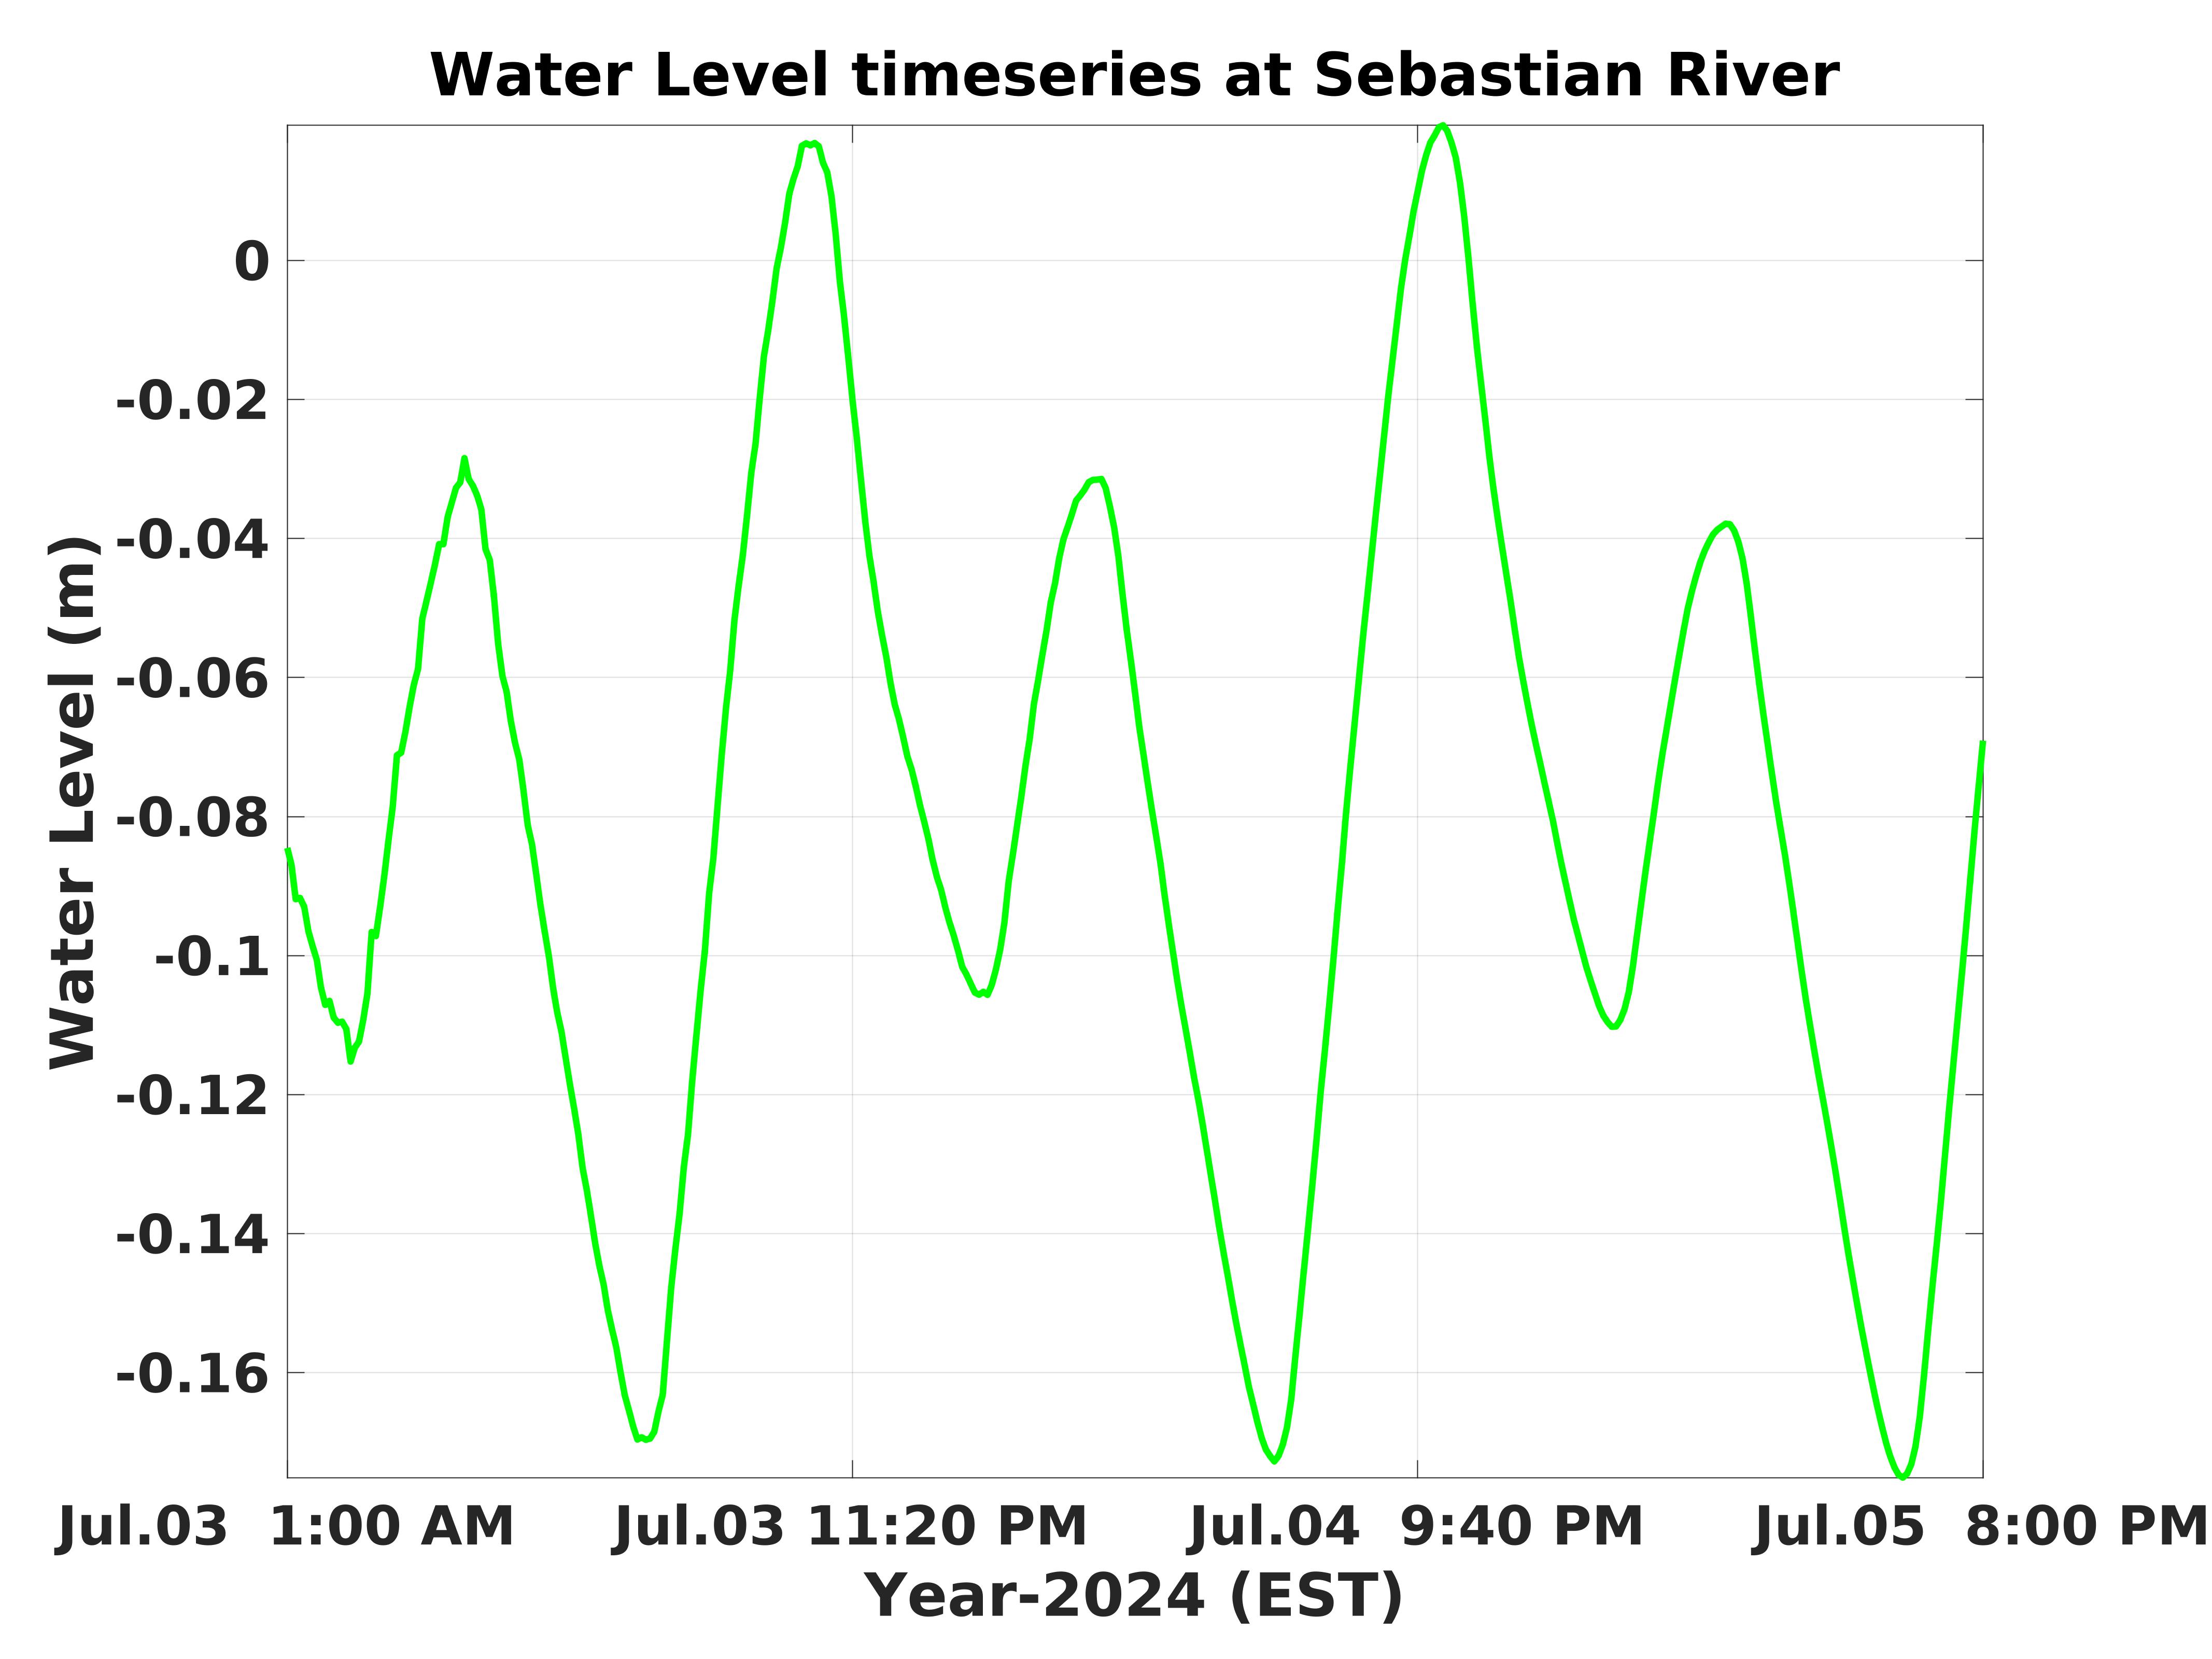 Water Level timeseries at Sebastian River
Water Level (m)
0
-0.02
-0.04
-0.06
-0.08
-0.1
-0.12
-0.14
-0.16
Jul.03 1:00 AM
Jul.03 11:20 PM
Jul.04 9:40 PM
Jul.05 8:00 PM
Year-2024 (EST)